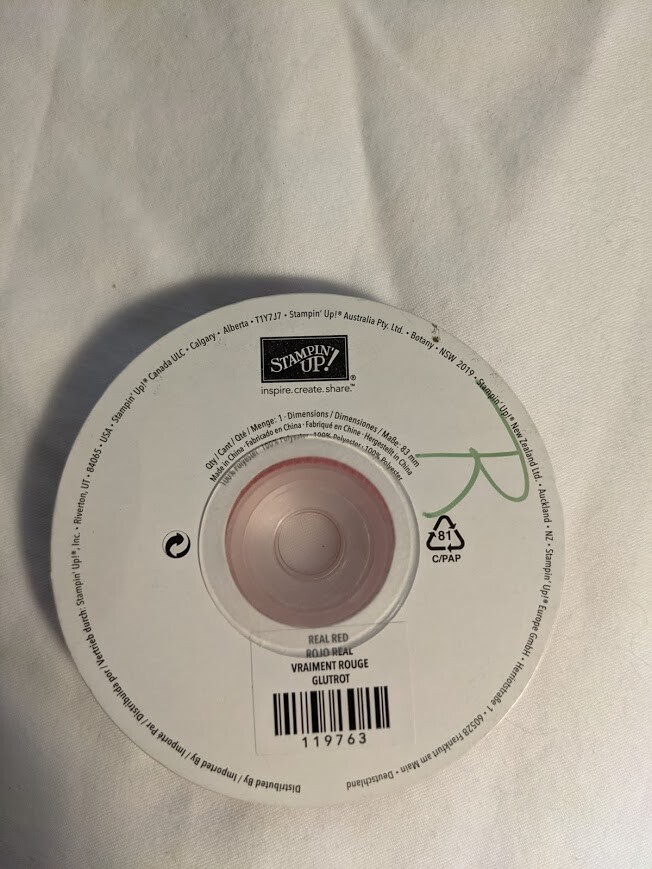 Distributed By / Imported By / Importé Par / Distribuida por / Vertrieb durch: Stampin' Up!®, Inc. • Riverton, UT • 84065 • USA • Stampin' Up!® Canada ULC • Calgary • Alberta • T1Y7J7 • Stampin' Up!® Australia Pty. Ltd. • Botany • NSW 2019 • Stampin' Up!® New Zealand Ltd. • Auckland • NZ • Stampin' Up!® Europe GmbH • Herriotstraße 1 • 60528 Frankfurt am Main • Deutschland
STAMPIN'
UP!®
inspire.create.share.™
Qty / Cant / Qté / Menge: 1 · Dimensions / Dimensiones / Maße: 83 mm
Made in China · Fabricado en China · Fabriqué en Chine · Hergestellt in China
100% Polyester · 100% Polyester · 100% Polyester
R
81
C/PAP
REAL RED
ROJO REAL
VRAIMENT ROUGE
GLUTROT
119763